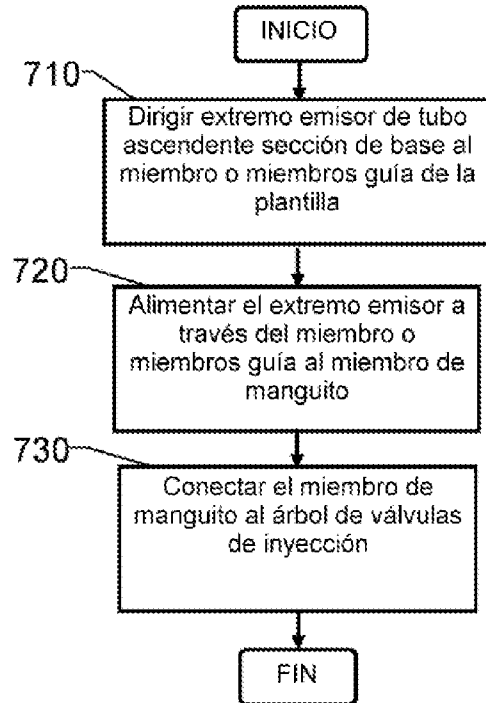 INICIO
710
Dirigir extremo emisor de tubo
ascendente sección de base al
miembro o miembros guía de la
plantilla
720
Alimentar el extremo emisor a
través del miembro o
miembros guía al miembro de
manguito
730
Conectar el miembro de
manguito al árbol de válvulas
de inyección
FIN